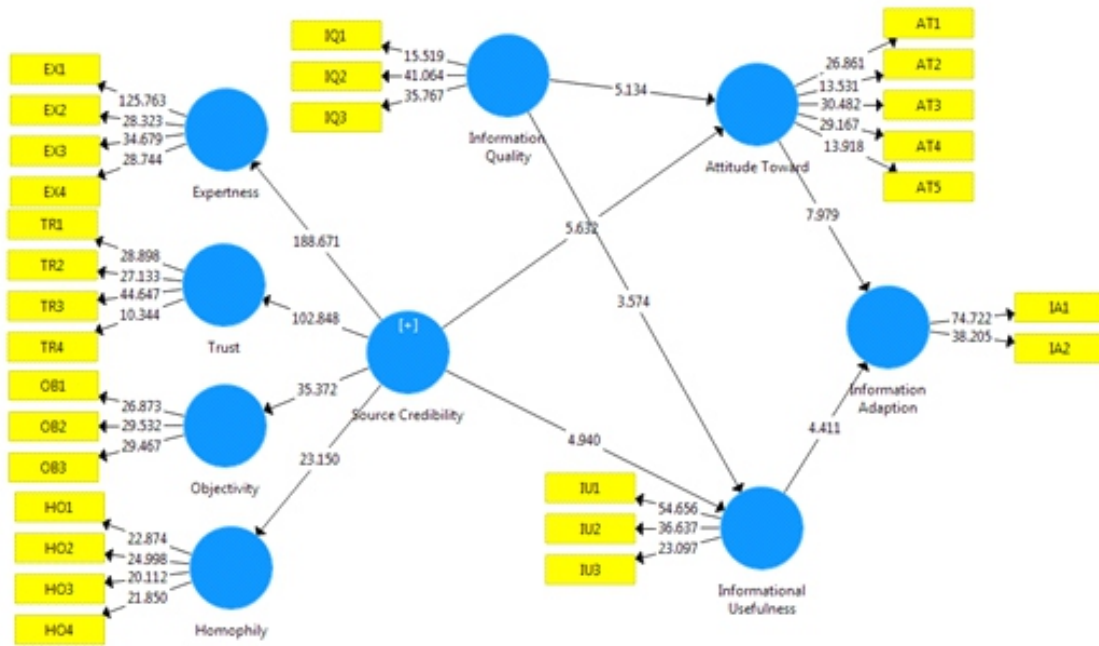 EX1
EX2
EX3
EX4
125.763
28.323
34.679
28.744
Expertness
TR1
TR2
TR3
TR4
28.898
27.133
44.647
10.344
Trust
OB1
OB2
OB3
26.873
29.532
29.467
Objectivity
HO1
HO2
HO3
HO4
22.874
24.998
20.112
21.850
Homophily
188.671
102.848
35.372
23.150
[+]
Source Credibility
IQ1
IQ2
IQ3
15.519
41.064
35.767
Information
Quality
5.134
5.632
3.574
4.940
AT1
AT2
AT3
AT4
AT5
26.861
13.531
30.482
29.167
13.918
Attitude Toward
7.979
4.411
IU1
IU2
IU3
54.656
36.637
23.097
Informational
Usefulness
Information
Adaption
74.722
38.205
IA1
IA2